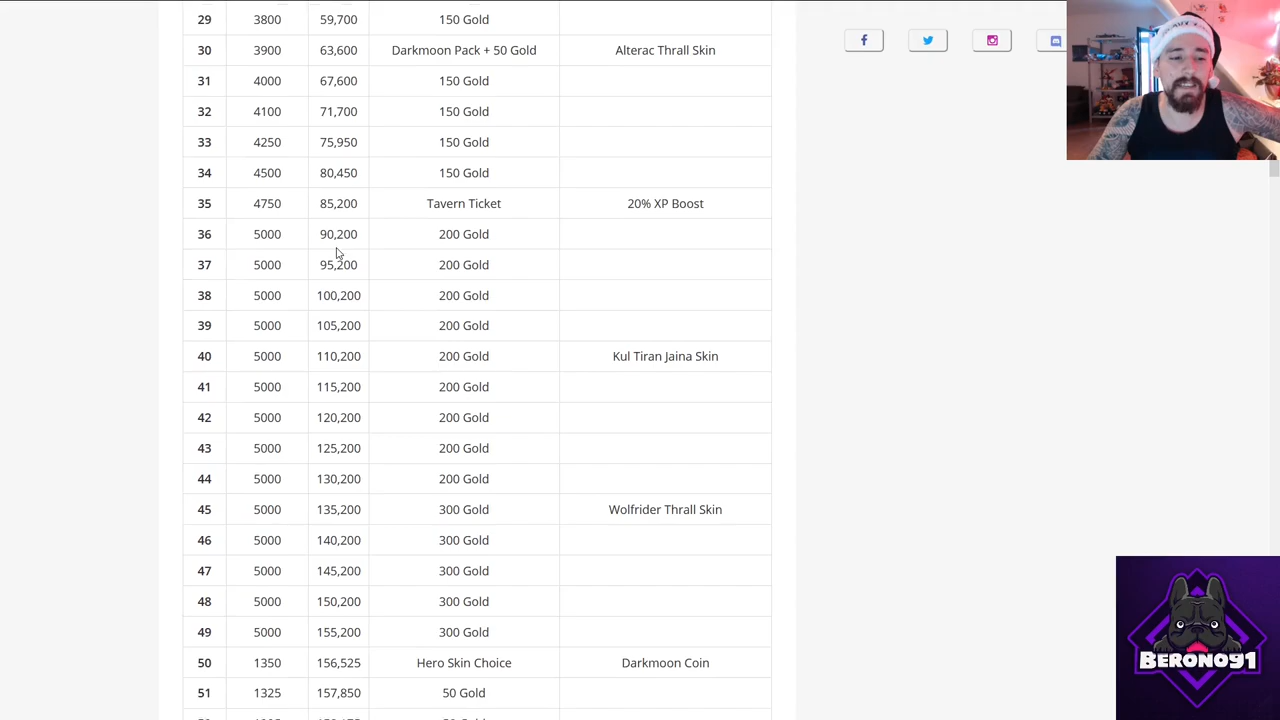 29 3800 59,700 150 Gold
30 3900 63,600 Darkmoon Pack + 50 Gold Alterac Thrall Skin
31 4000 67,600 150 Gold
32 4100 71,700 150 Gold
33 4250 75,950 150 Gold
34 4500 80,450 150 Gold
35 4750 85,200 Tavern Ticket 20% XP Boost
36 5000 90,200 200 Gold
37 5000 95,200 200 Gold
38 5000 100,200 200 Gold
39 5000 105,200 200 Gold
40 5000 110,200 200 Gold Kul Tiran Jaina Skin
41 5000 115,200 200 Gold
42 5000 120,200 200 Gold
43 5000 125,200 200 Gold
44 5000 130,200 200 Gold
45 5000 135,200 300 Gold Wolfrider Thrall Skin
46 5000 140,200 300 Gold
47 5000 145,200 300 Gold
48 5000 150,200 300 Gold
49 5000 155,200 300 Gold
50 1350 156,525 Hero Skin Choice Darkmoon Coin
51 1325 157,850 50 Gold
BERONO91